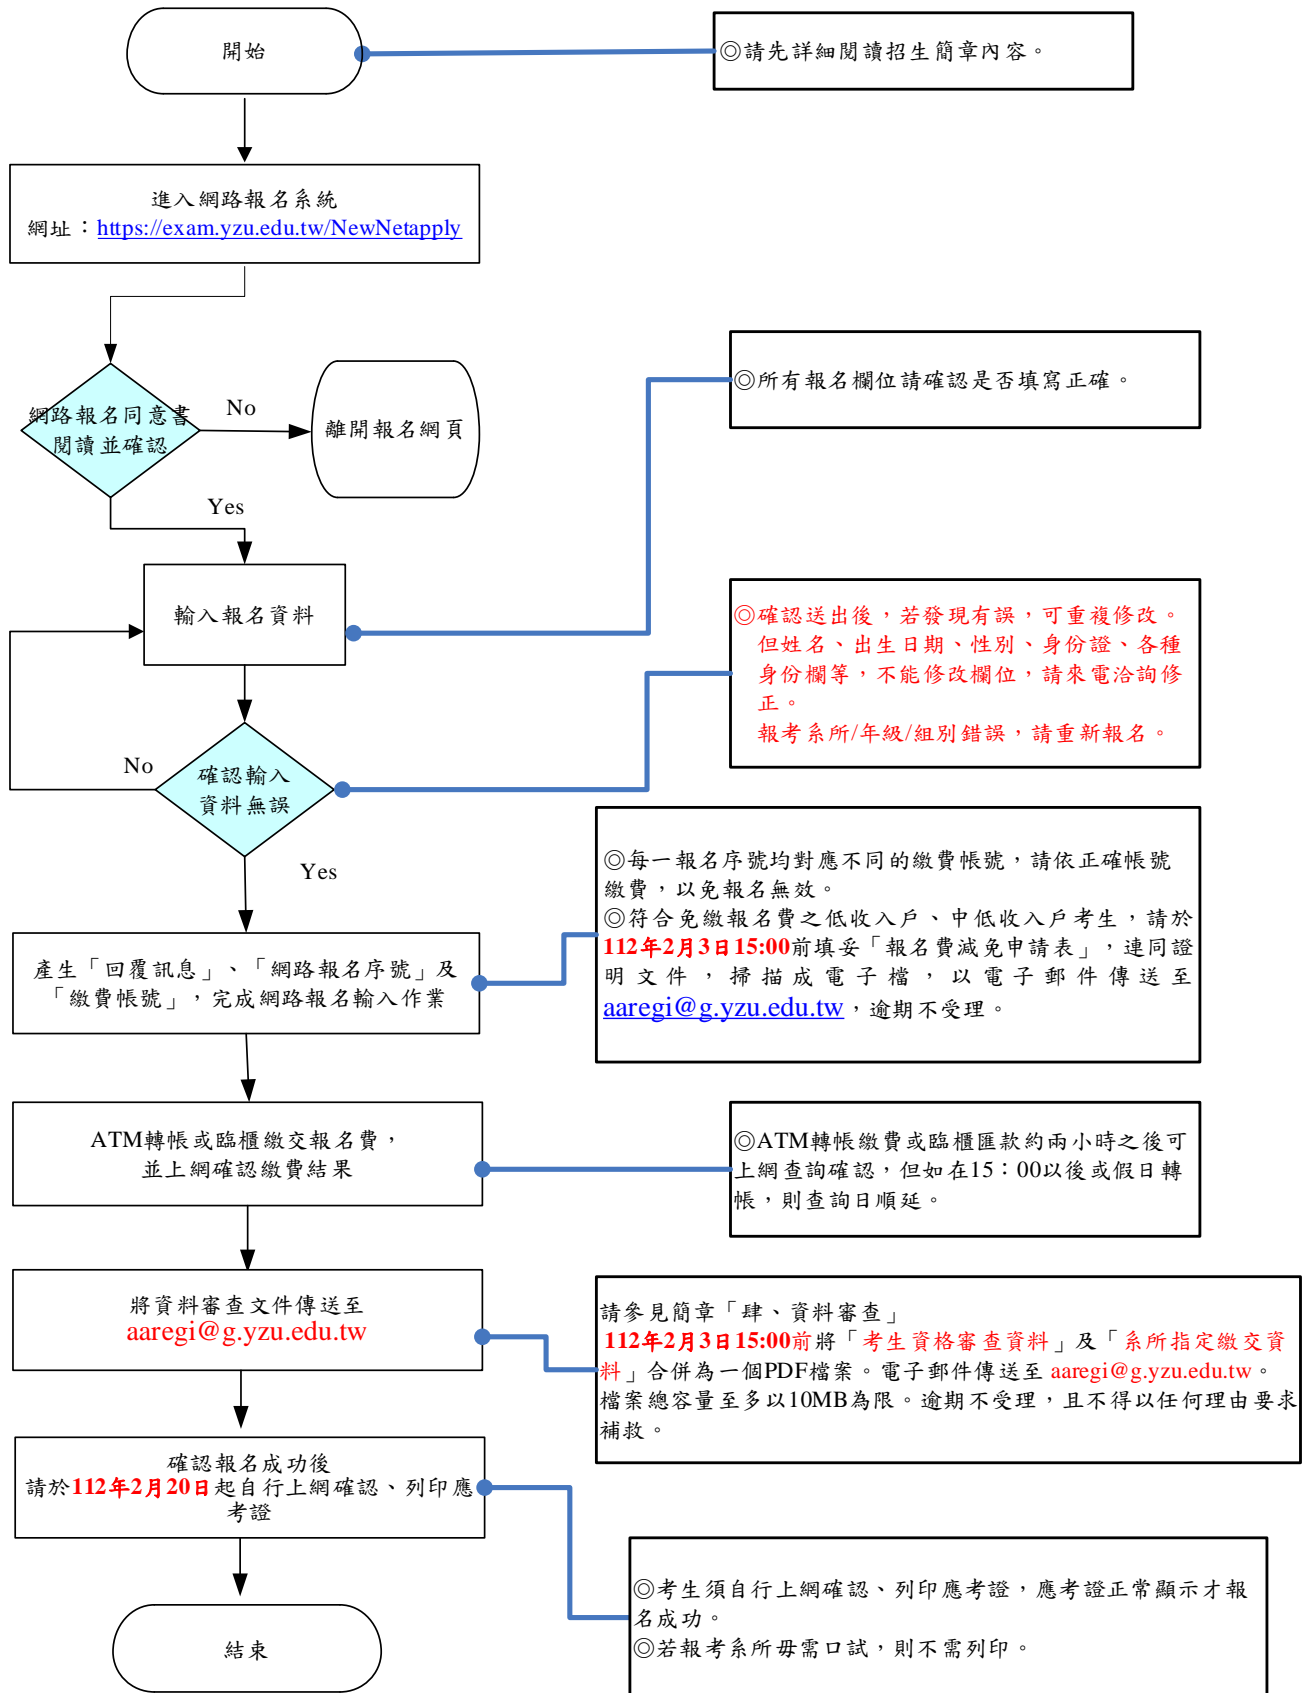 開始
◎請先詳細閱讀招生簡章內容。
進入網路報名系統
網址：https://exam.yzu.edu.tw/NewNetapply
◎所有報名欄位請確認是否填寫正確。
網路報名同意書
閱讀並確認
No
離開報名網頁
Yes
輸入報名資料
◎確認送出後，若發現有誤，可重複修改。
但姓名、出生日期、性別、身份證、各種
身份欄等，不能修改欄位，請來電洽詢修
正。
報考系所/年級/組別錯誤，請重新報名。
No
確認輸入
資料無誤
Yes
◎每一報名序號均對應不同的繳費帳號，請依正確帳號
繳費，以免報名無效。
◎符合免繳報名費之低收入戶、中低收入戶考生，請於
112年2月3日15:00前填妥「報名費減免申請表」，連同證
明文件，掃描成電子檔，以電子郵件傳送至
aaregi@g.yzu.edu.tw，逾期不受理。
產生「回覆訊息」、「網路報名序號」及
「繳費帳號」，完成網路報名輸入作業
ATM轉帳或臨櫃繳交報名費，
並上網確認繳費結果
◎ATM轉帳繳費或臨櫃匯款約兩小時之後可
上網查詢確認，但如在15：00以後或假日轉
帳，則查詢日順延。
將資料審查文件傳送至
aaregi@g.yzu.edu.tw
請參見簡章「肆、資料審查」
112年2月3日15:00前將「考生資格審查資料」及「系所指定繳交資
料」合併為一個PDF檔案。電子郵件傳送至 aaregi@g.yzu.edu.tw。
檔案總容量至多以10MB為限。逾期不受理，且不得以任何理由要求
補救。
確認報名成功後
請於112年2月20日起自行上網確認、列印應
考證
◎考生須自行上網確認、列印應考證，應考證正常顯示才報
名成功。
◎若報考系所毋需口試，則不需列印。
結束